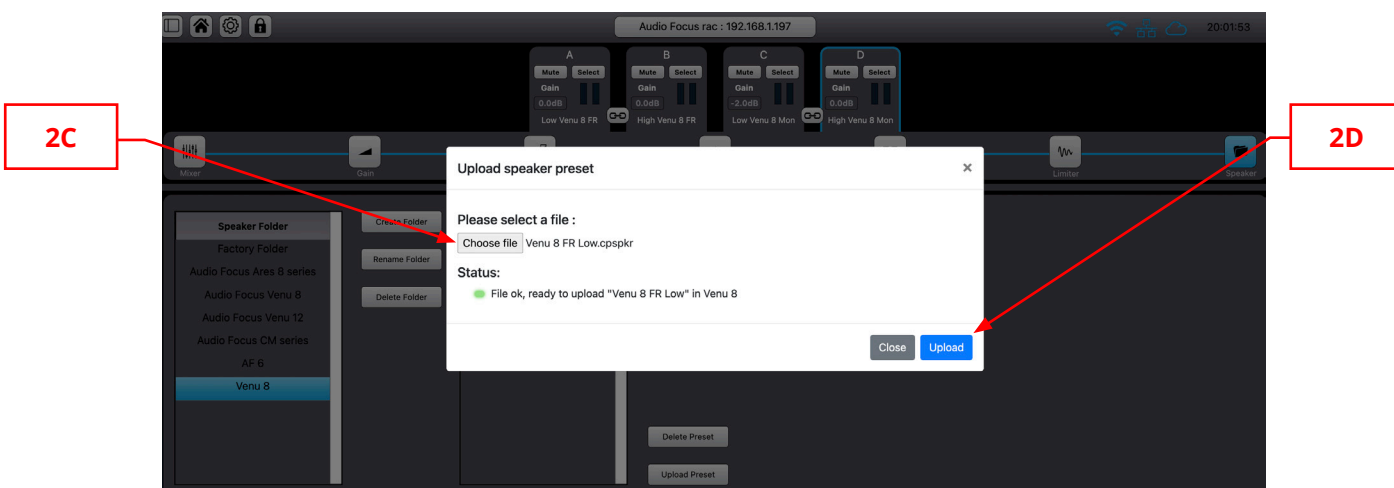 Audio Focus rac : 192.168.1.197
20:01:53
A
Mute Select
Gain
0.0dB
Low Venu 8 FR
B
Mute Select
Gain
0.0dB
High Venu 8 FR
C
Mute Select
Gain
-2.0dB
Low Venu 8 Mon
D
Mute Select
Gain
0.0dB
High Venu 8 Mon
2C
2D
Mixer
Gain
Limiter
Speaker
Upload speaker preset
×
Please select a file :
Choose file Venu 8 FR Low.cpspkr
Status:
File ok, ready to upload "Venu 8 FR Low" in Venu 8
Close Upload
Speaker Folder
Factory Folder
Audio Focus Ares 8 series
Audio Focus Venu 8
Audio Focus Venu 12
Audio Focus CM series
AF 6
Venu 8
Create Folder
Rename Folder
Delete Folder
Delete Preset
Upload Preset